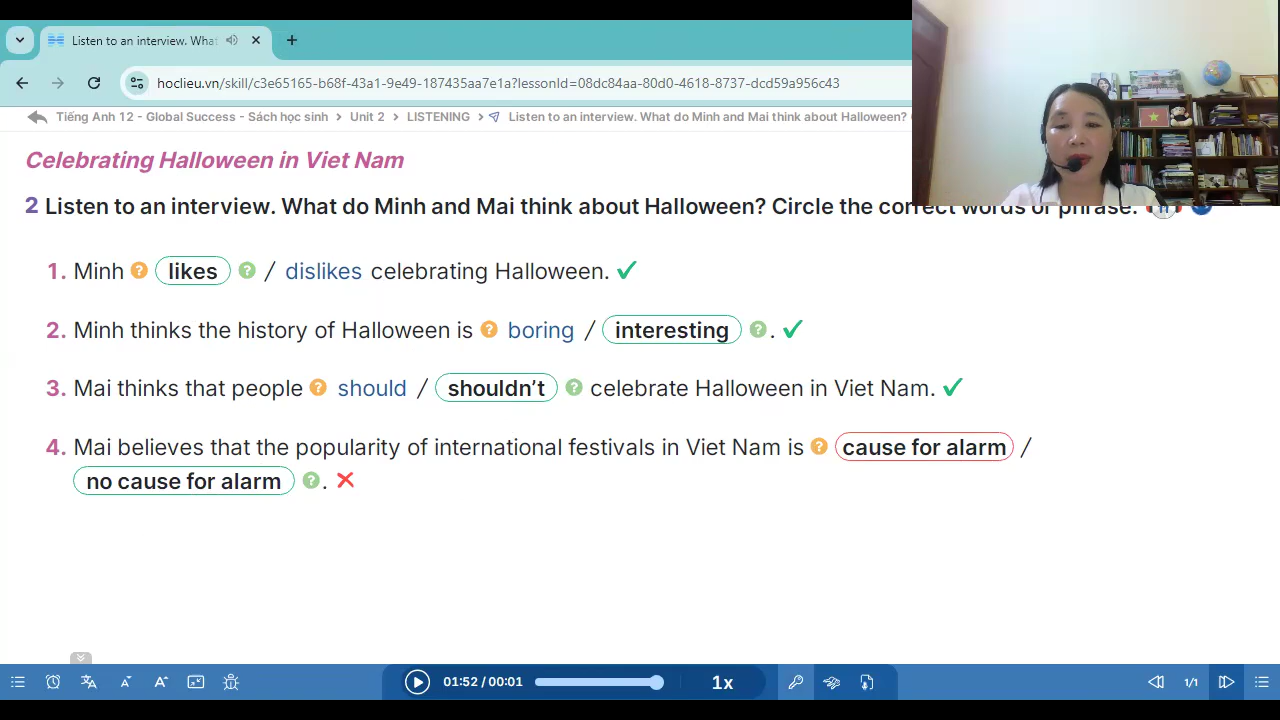 Listen to an interview. What
hoclieu.vn/skill/c3e65165-b68f-43a1-9e49-187435aa7e1a?lessonId=08dc84aa-80d0-4618-8737-dcd59a956c43
Tiếng Anh 12 - Global Success - Sách học sinh > Unit 2 > LISTENING > Listen to an interview. What do Minh and Mai think about Halloween?
Celebrating Halloween in Viet Nam
2 Listen to an interview. What do Minh and Mai think about Halloween? Circle the correct words or phrase.
1. Minh ? likes ? / dislikes celebrating Halloween. ✓
2. Minh thinks the history of Halloween is ? boring / interesting ? . ✓
3. Mai thinks that people ? should / shouldn't ? celebrate Halloween in Viet Nam. ✓
4. Mai believes that the popularity of international festivals in Viet Nam is ? cause for alarm /
no cause for alarm ? . ✕
01:52 / 00:01 1x 1/1